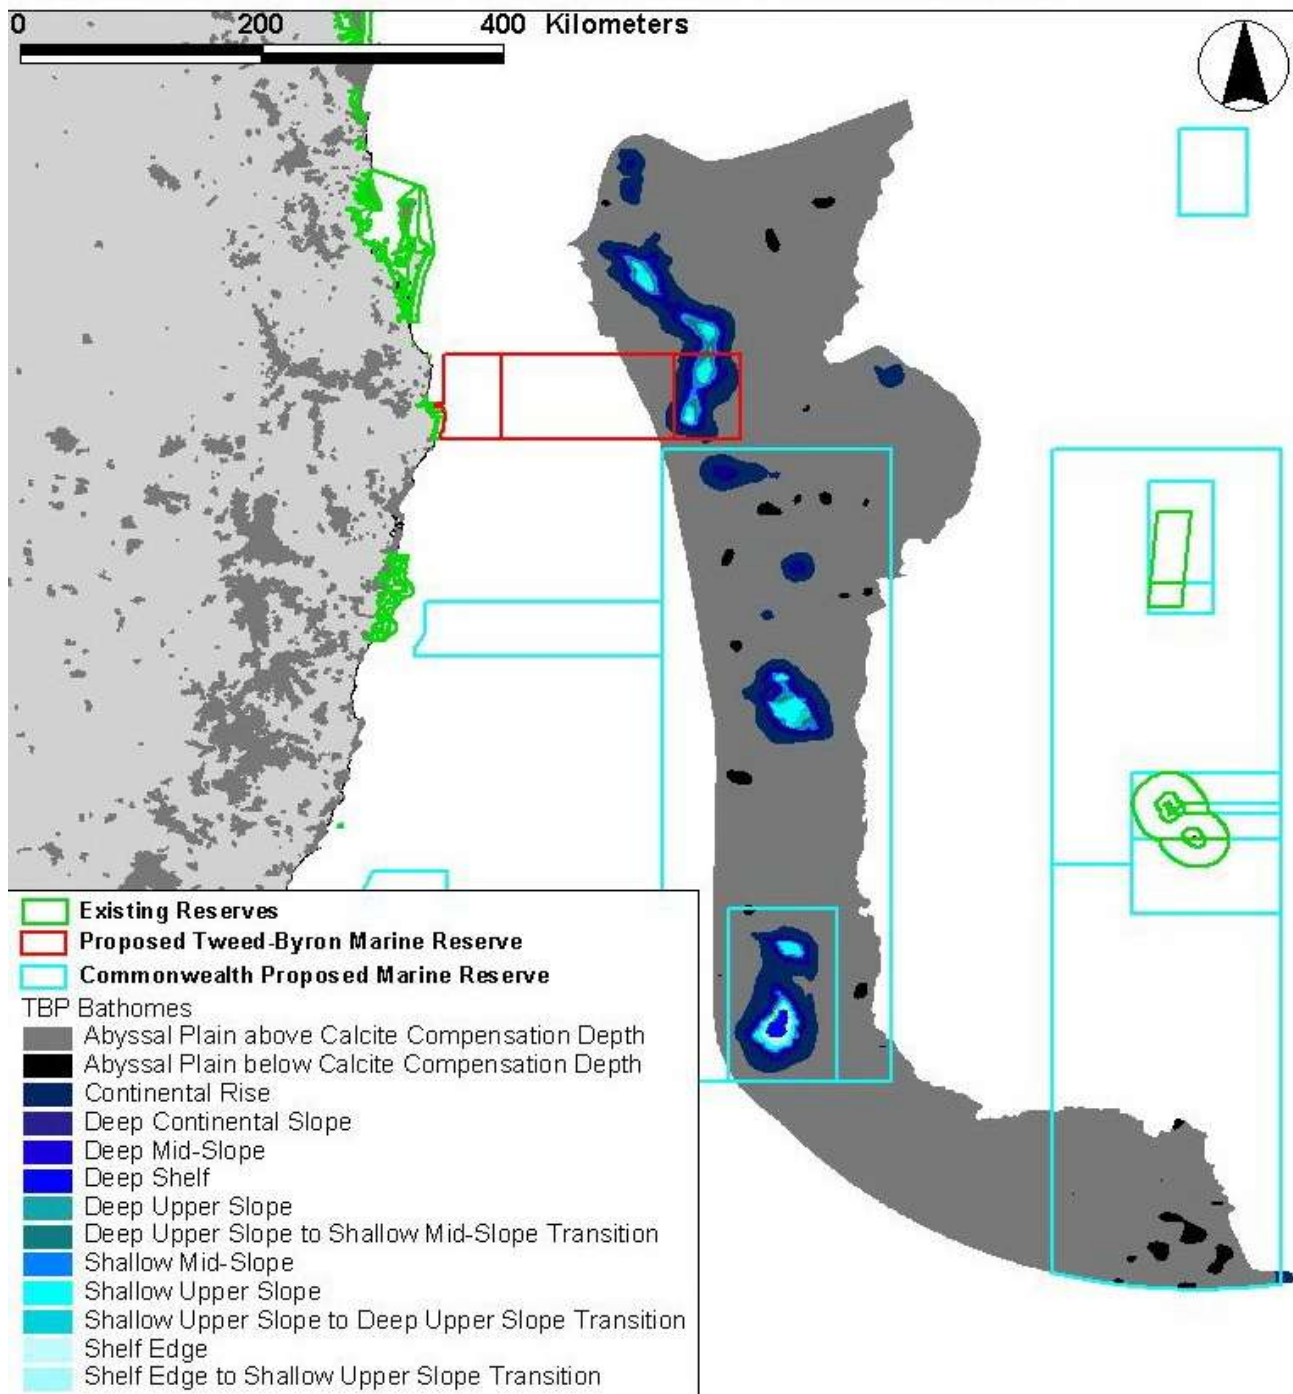 0 200 400 Kilometers
Existing Reserves
Proposed Tweed-Byron Marine Reserve
Commonwealth Proposed Marine Reserve
TBP Bathomes
Abyssal Plain above Calcite Compensation Depth
Abyssal Plain below Calcite Compensation Depth
Continental Rise
Deep Continental Slope
Deep Mid-Slope
Deep Shelf
Deep Upper Slope
Deep Upper Slope to Shallow Mid-Slope Transition
Shallow Mid-Slope
Shallow Upper Slope
Shallow Upper Slope to Deep Upper Slope Transition
Shelf Edge
Shelf Edge to Shallow Upper Slope Transition